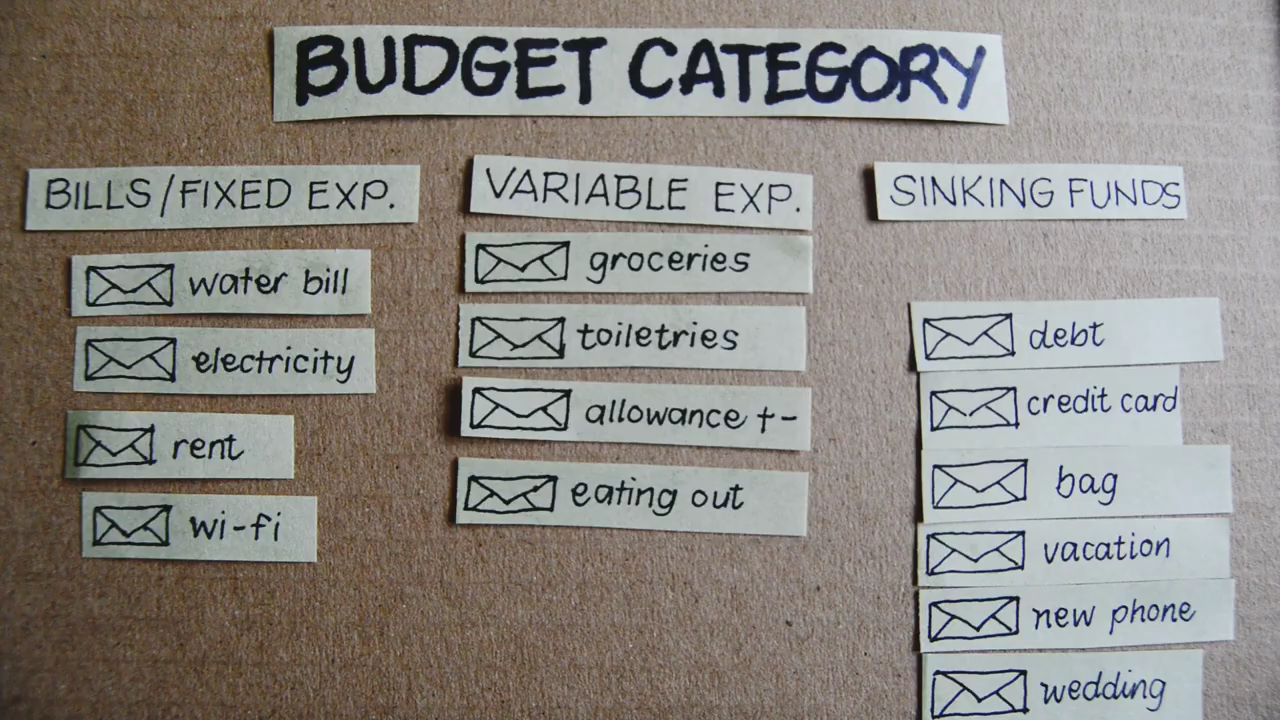 BUDGET CATEGORY
BILLS/FIXED EXP.
water bill
electricity
rent
wi-fi
VARIABLE EXP.
groceries
toiletries
allowance +-
eating out
SINKING FUNDS
debt
credit card
bag
vacation
new phone
wedding